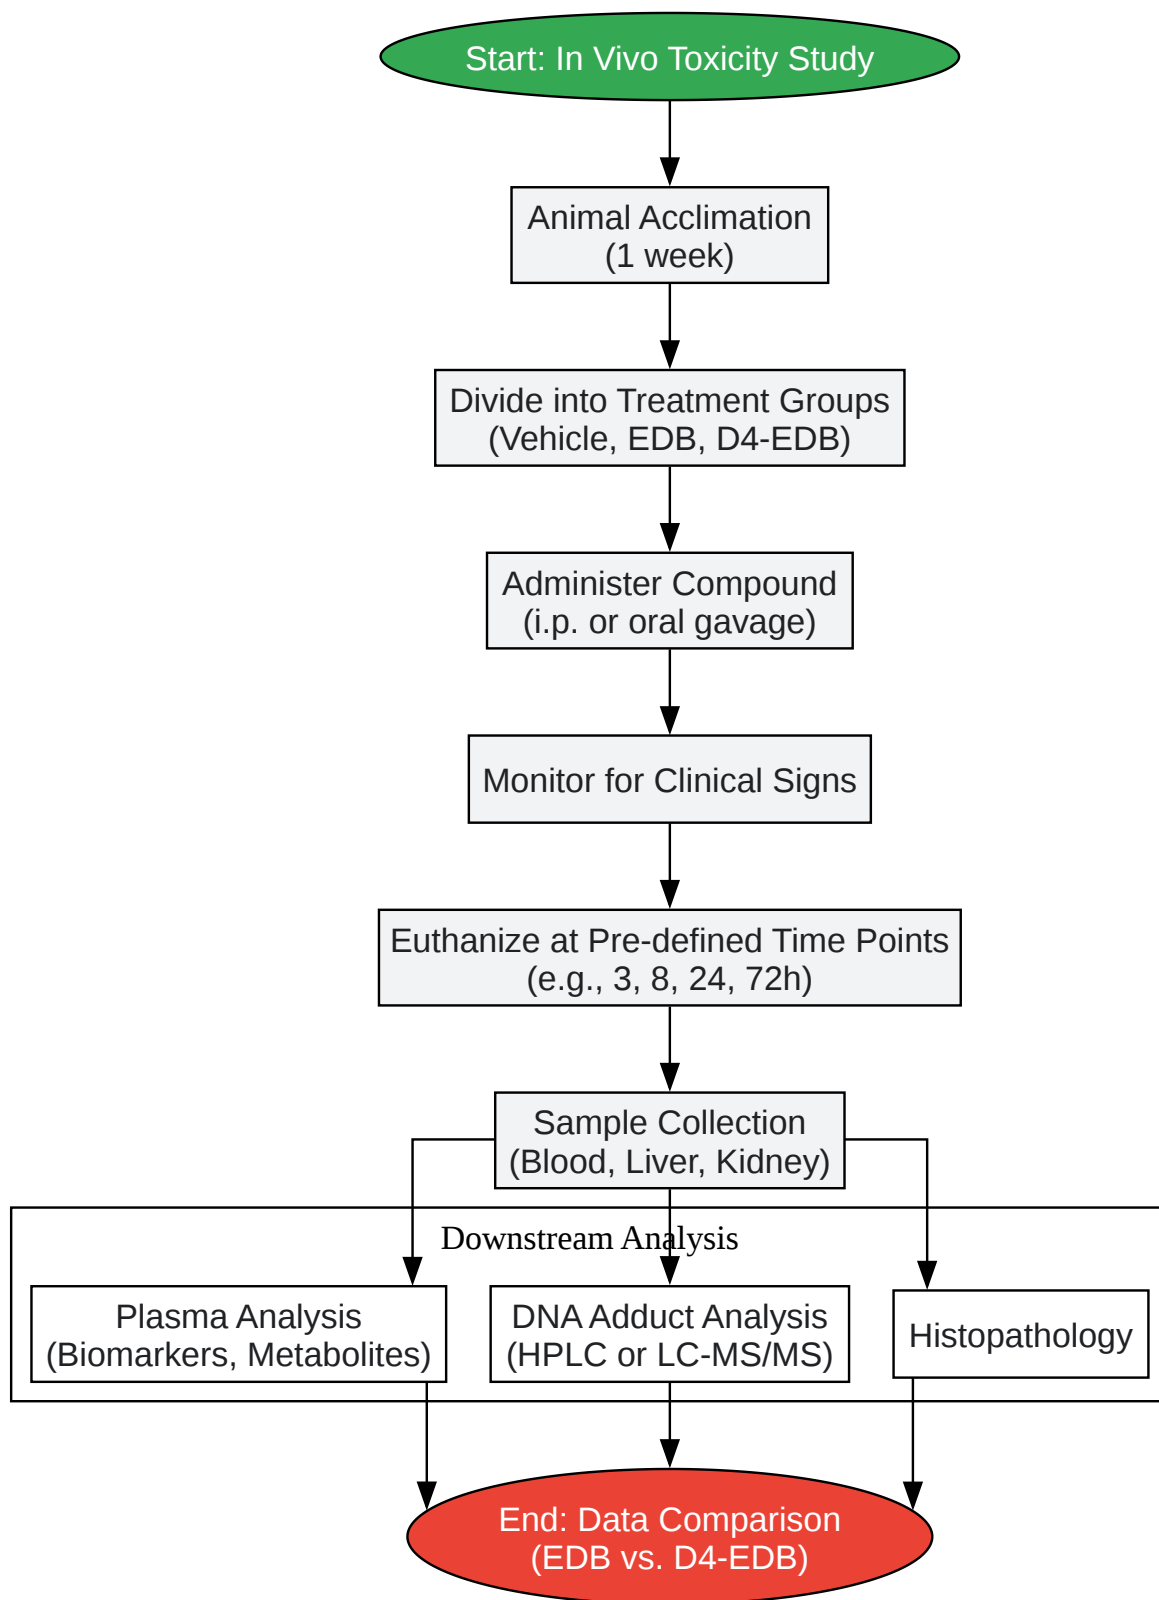 Start: In Vivo Toxicity Study
Animal Acclimation
(1 week)
Divide into Treatment Groups
(Vehicle, EDB, D4-EDB)
Administer Compound
(i.p. or oral gavage)
Monitor for Clinical Signs
Euthanize at Pre-defined Time Points
(e.g., 3, 8, 24, 72h)
Sample Collection
(Blood, Liver, Kidney)
Downstream Analysis
Plasma Analysis
(Biomarkers, Metabolites)
DNA Adduct Analysis
(HPLC or LC-MS/MS)
Histopathology
End: Data Comparison
(EDB vs. D4-EDB)